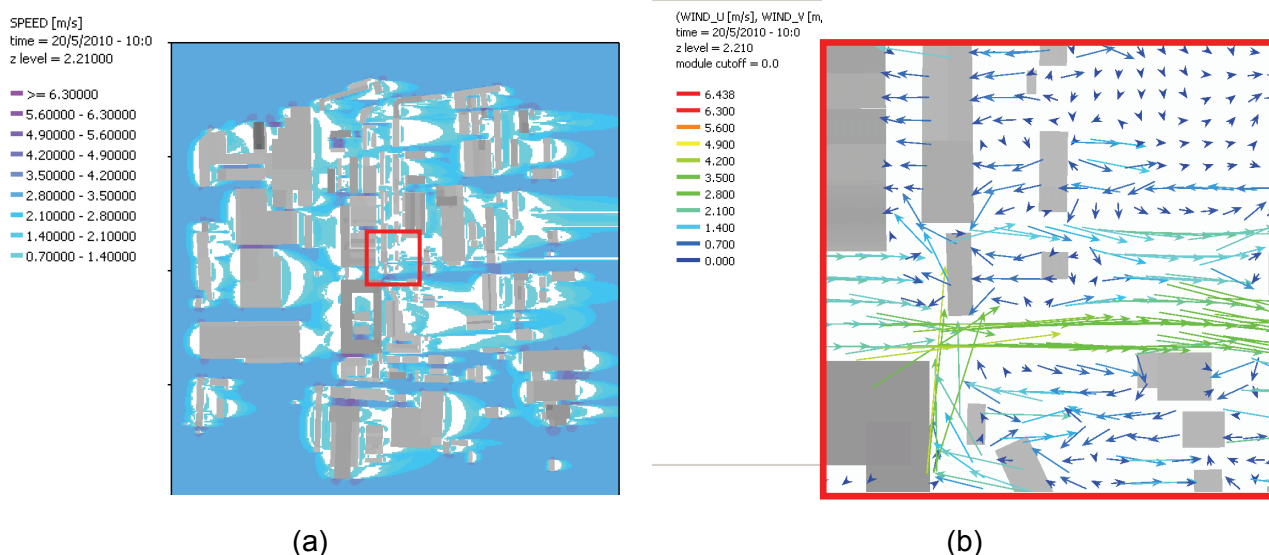 SPEED [m/s]
time = 20/5/2010 - 10:0
z level = 2.21000
>= 6.30000
5.60000 - 6.30000
4.90000 - 5.60000
4.20000 - 4.90000
3.50000 - 4.20000
2.80000 - 3.50000
2.10000 - 2.80000
1.40000 - 2.10000
0.70000 - 1.40000
(a)
(WIND_U [m/s], WIND_V [m,
time = 20/5/2010 - 10:0
z level = 2.210
module cutoff = 0.0
6.438
6.300
5.600
4.900
4.200
3.500
2.800
2.100
1.400
0.700
0.000
(b)